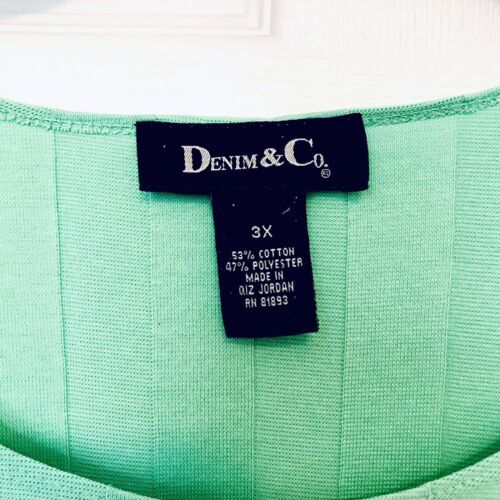 DENIM & CO.®
3X
53% COTTON
47% POLYESTER
MADE IN
QIZ JORDAN
RN 81893